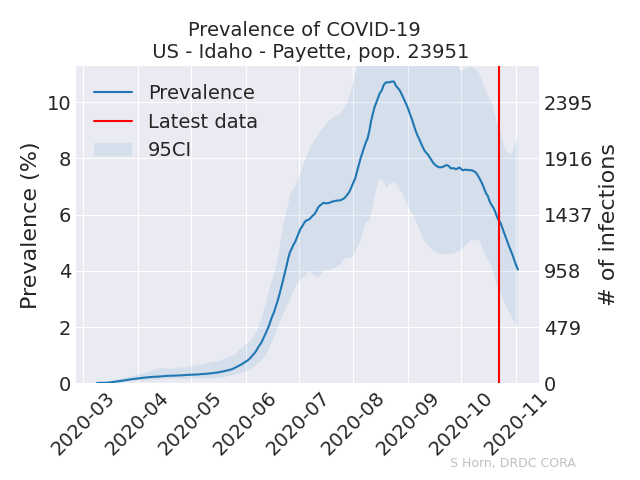 Prevalence of COVID-19
US - Idaho - Payette, pop. 23951
Prevalence
Latest data
95CI
Prevalence (%)
10
8
6
4
2
0
2395
1916
1437
958
479
0
# of infections
2020-03
2020-04
2020-05
2020-06
2020-07
2020-08
2020-09
2020-10
2020-11
S Horn, DRDC CORA